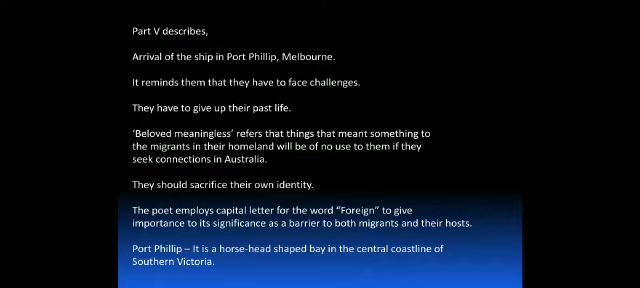 Part V describes,
Arrival of the ship in Port Phillip, Melbourne.
It reminds them that they have to face challenges.
They have to give up their past life.
‘Beloved meaningless’ refers that things that meant something to
the migrants in their homeland will be of no use to them if they
seek connections in Australia.
They should sacrifice their own identity.
The poet employs capital letter for the word “Foreign” to give
importance to its significance as a barrier to both migrants and their hosts.
Port Phillip – It is a horse-head shaped bay in the central coastline of
Southern Victoria.